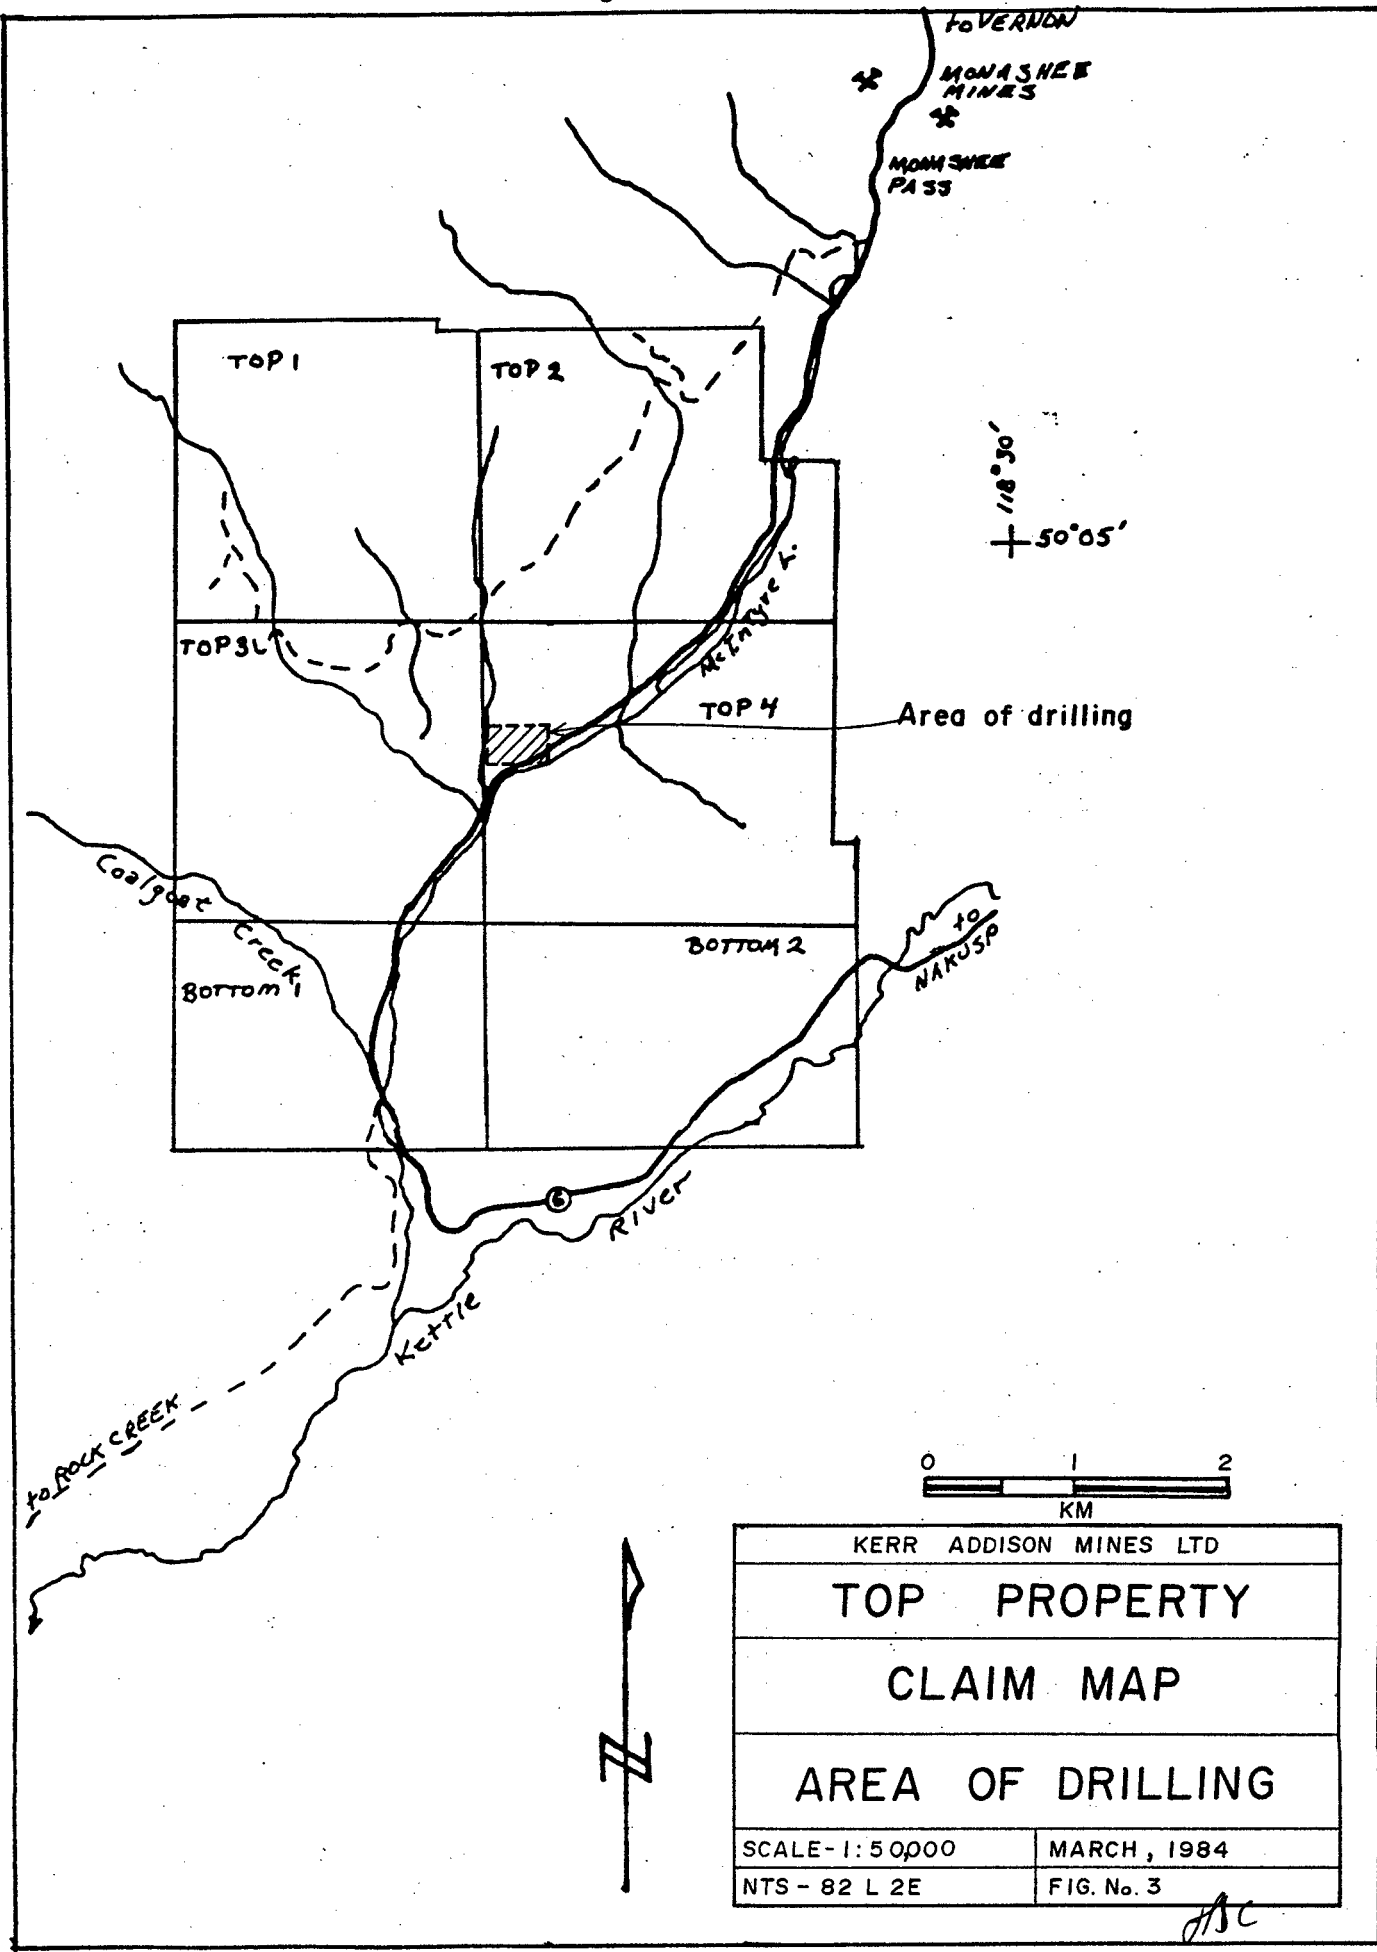 to VERNON
MONASHEE
MINES
MONASHEE
PASS
TOP 1
TOP 2
118°30'
50°05'
McIntyre
TOP 3
TOP 4
Area of drilling
Coalgoat
Creek
BOTTOM 1
BOTTOM 2
to
NAKUSP
6
River
Kettle
to ROCK CREEK
0 1 2
KM
KERR ADDISON MINES LTD
TOP PROPERTY
CLAIM MAP
AREA OF DRILLING
SCALE - 1:50,000
MARCH, 1984
NTS - 82 L 2E
FIG. No. 3
N